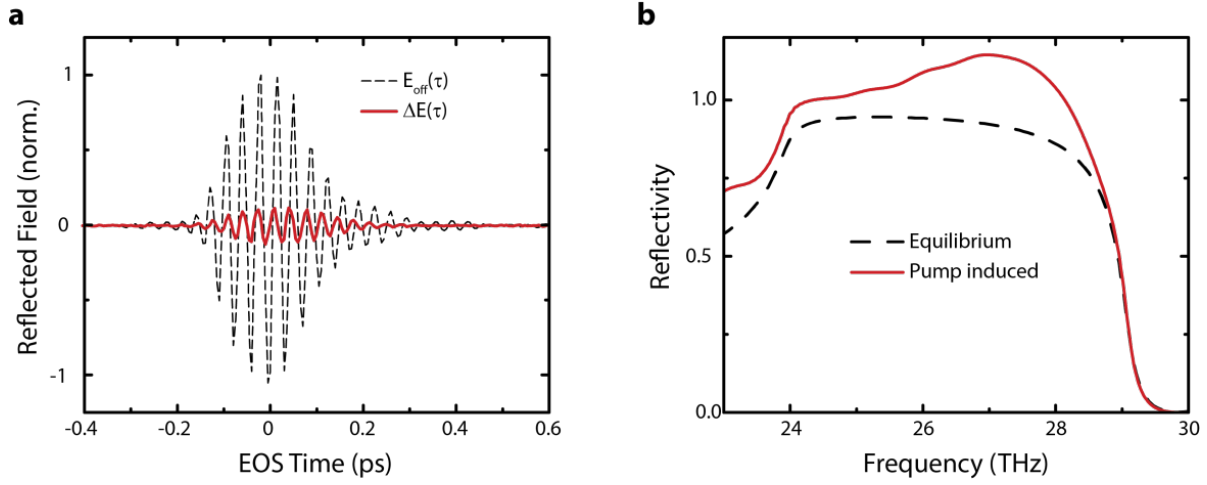 a
Reflected Field (norm.)
1
0
-1
E_off(τ)
ΔE(τ)
-0.4 -0.2 0 0.2 0.4 0.6
EOS Time (ps)
b
Reflectivity
1.0
0.5
0.0
Equilibrium
Pump induced
24 26 28 30
Frequency (THz)